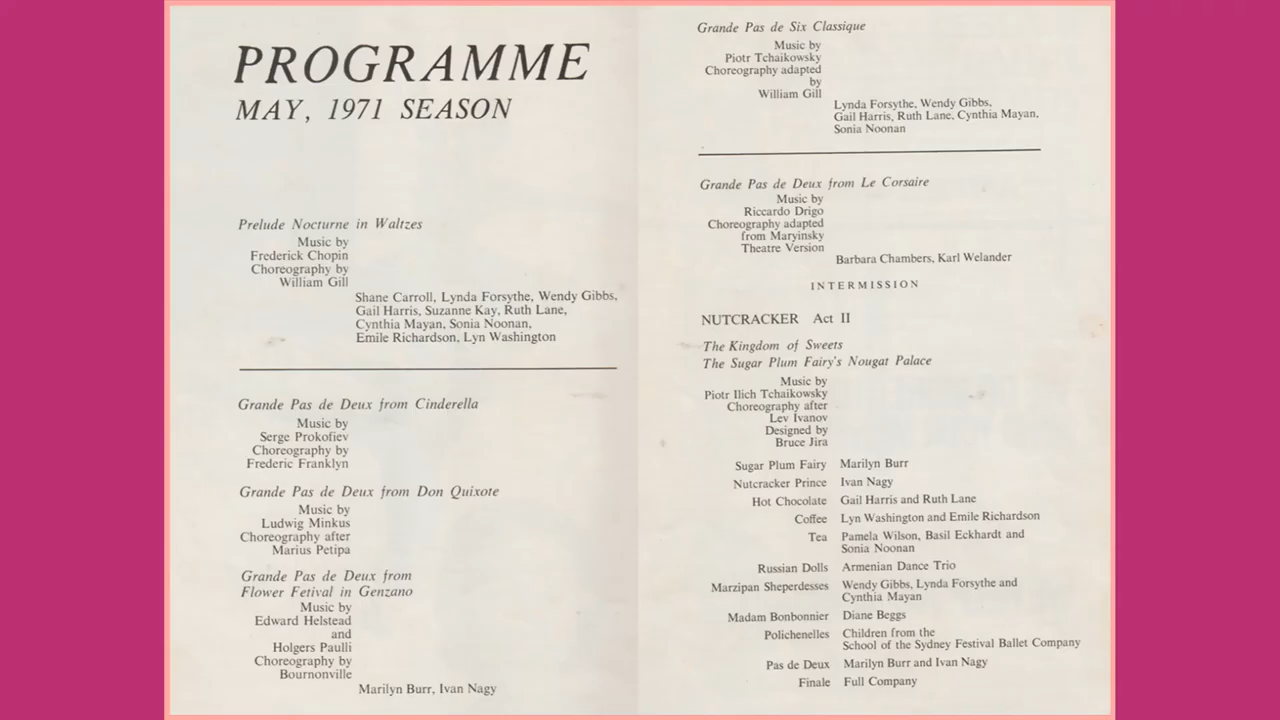 PROGRAMME
MAY, 1971 SEASON
Prelude Nocturne in Waltzes
Music by
Frederick Chopin
Choreography by
William Gill
Shane Carroll, Lynda Forsythe, Wendy Gibbs,
Gail Harris, Suzanne Kay, Ruth Lane,
Cynthia Mayan, Sonia Noonan,
Emile Richardson, Lyn Washington
Grande Pas de Deux from Cinderella
Music by
Serge Prokofiev
Choreography by
Frederic Franklyn
Grande Pas de Deux from Don Quixote
Music by
Ludwig Minkus
Choreography after
Marius Petipa
Grande Pas de Deux from
Flower Fetival in Genzano
Music by
Edward Helstead
and
Holgers Paulli
Choreography by
Bournonville
Marilyn Burr, Ivan Nagy
Grande Pas de Six Classique
Music by
Piotr Tchaikowsky
Choreography adapted
by
William Gill
Lynda Forsythe, Wendy Gibbs,
Gail Harris, Ruth Lane, Cynthia Mayan,
Sonia Noonan
Grande Pas de Deux from Le Corsaire
Music by
Riccardo Drigo
Choreography adapted
from Maryinsky
Theatre Version
Barbara Chambers, Karl Welander
INTERMISSION
NUTCRACKER Act II
The Kingdom of Sweets
The Sugar Plum Fairy's Nougat Palace
Music by
Piotr Ilich Tchaikowsky
Choreography after
Lev Ivanov
Designed by
Bruce Jira
Sugar Plum Fairy Marilyn Burr
Nutcracker Prince Ivan Nagy
Hot Chocolate Gail Harris and Ruth Lane
Coffee Lyn Washington and Emile Richardson
Tea Pamela Wilson, Basil Eckhardt and
Sonia Noonan
Russian Dolls Armenian Dance Trio
Marzipan Sheperdesses Wendy Gibbs, Lynda Forsythe and
Cynthia Mayan
Madam Bonbonnier Diane Beggs
Polichenelles Children from the
School of the Sydney Festival Ballet Company
Pas de Deux Marilyn Burr and Ivan Nagy
Finale Full Company